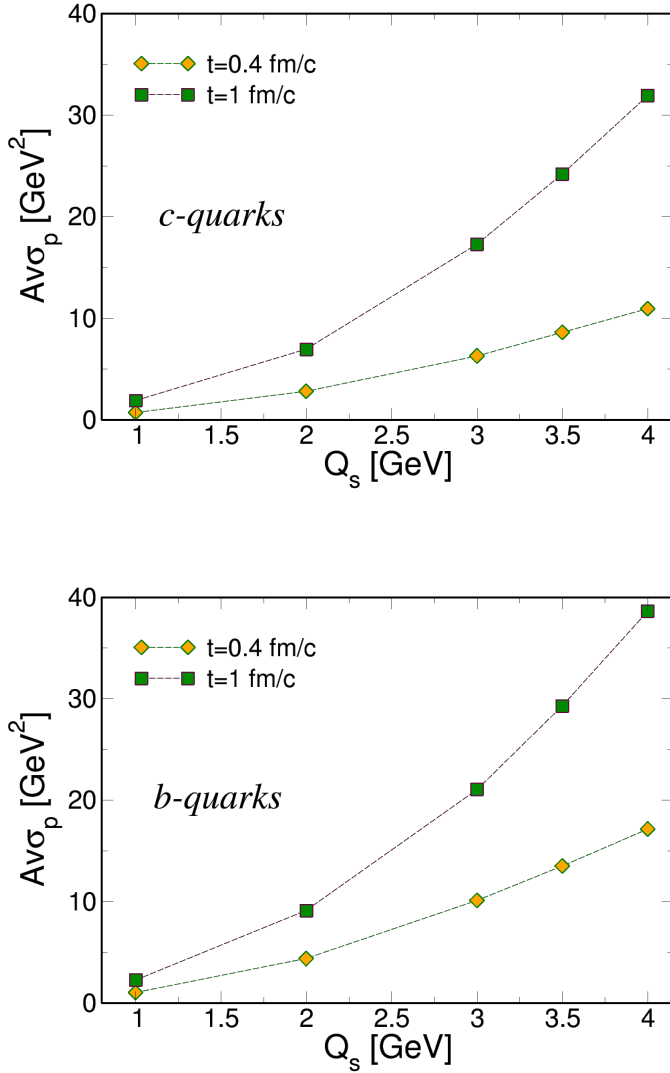 40
30
20
10
0
Avσp [GeV²]
t=0.4 fm/c
t=1 fm/c
c-quarks
1 1.5 2 2.5 3 3.5 4
Qs [GeV]
40
30
20
10
0
Avσp [GeV²]
t=0.4 fm/c
t=1 fm/c
b-quarks
1 1.5 2 2.5 3 3.5 4
Qs [GeV]